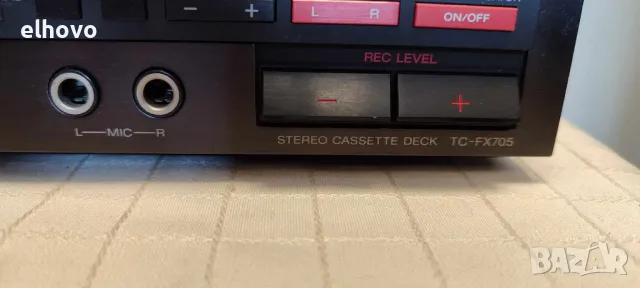 elhovo
− +
L R
ON/OFF
REC LEVEL
− +
L MIC R
STEREO CASSETTE DECK TC-FX705
BAZAR